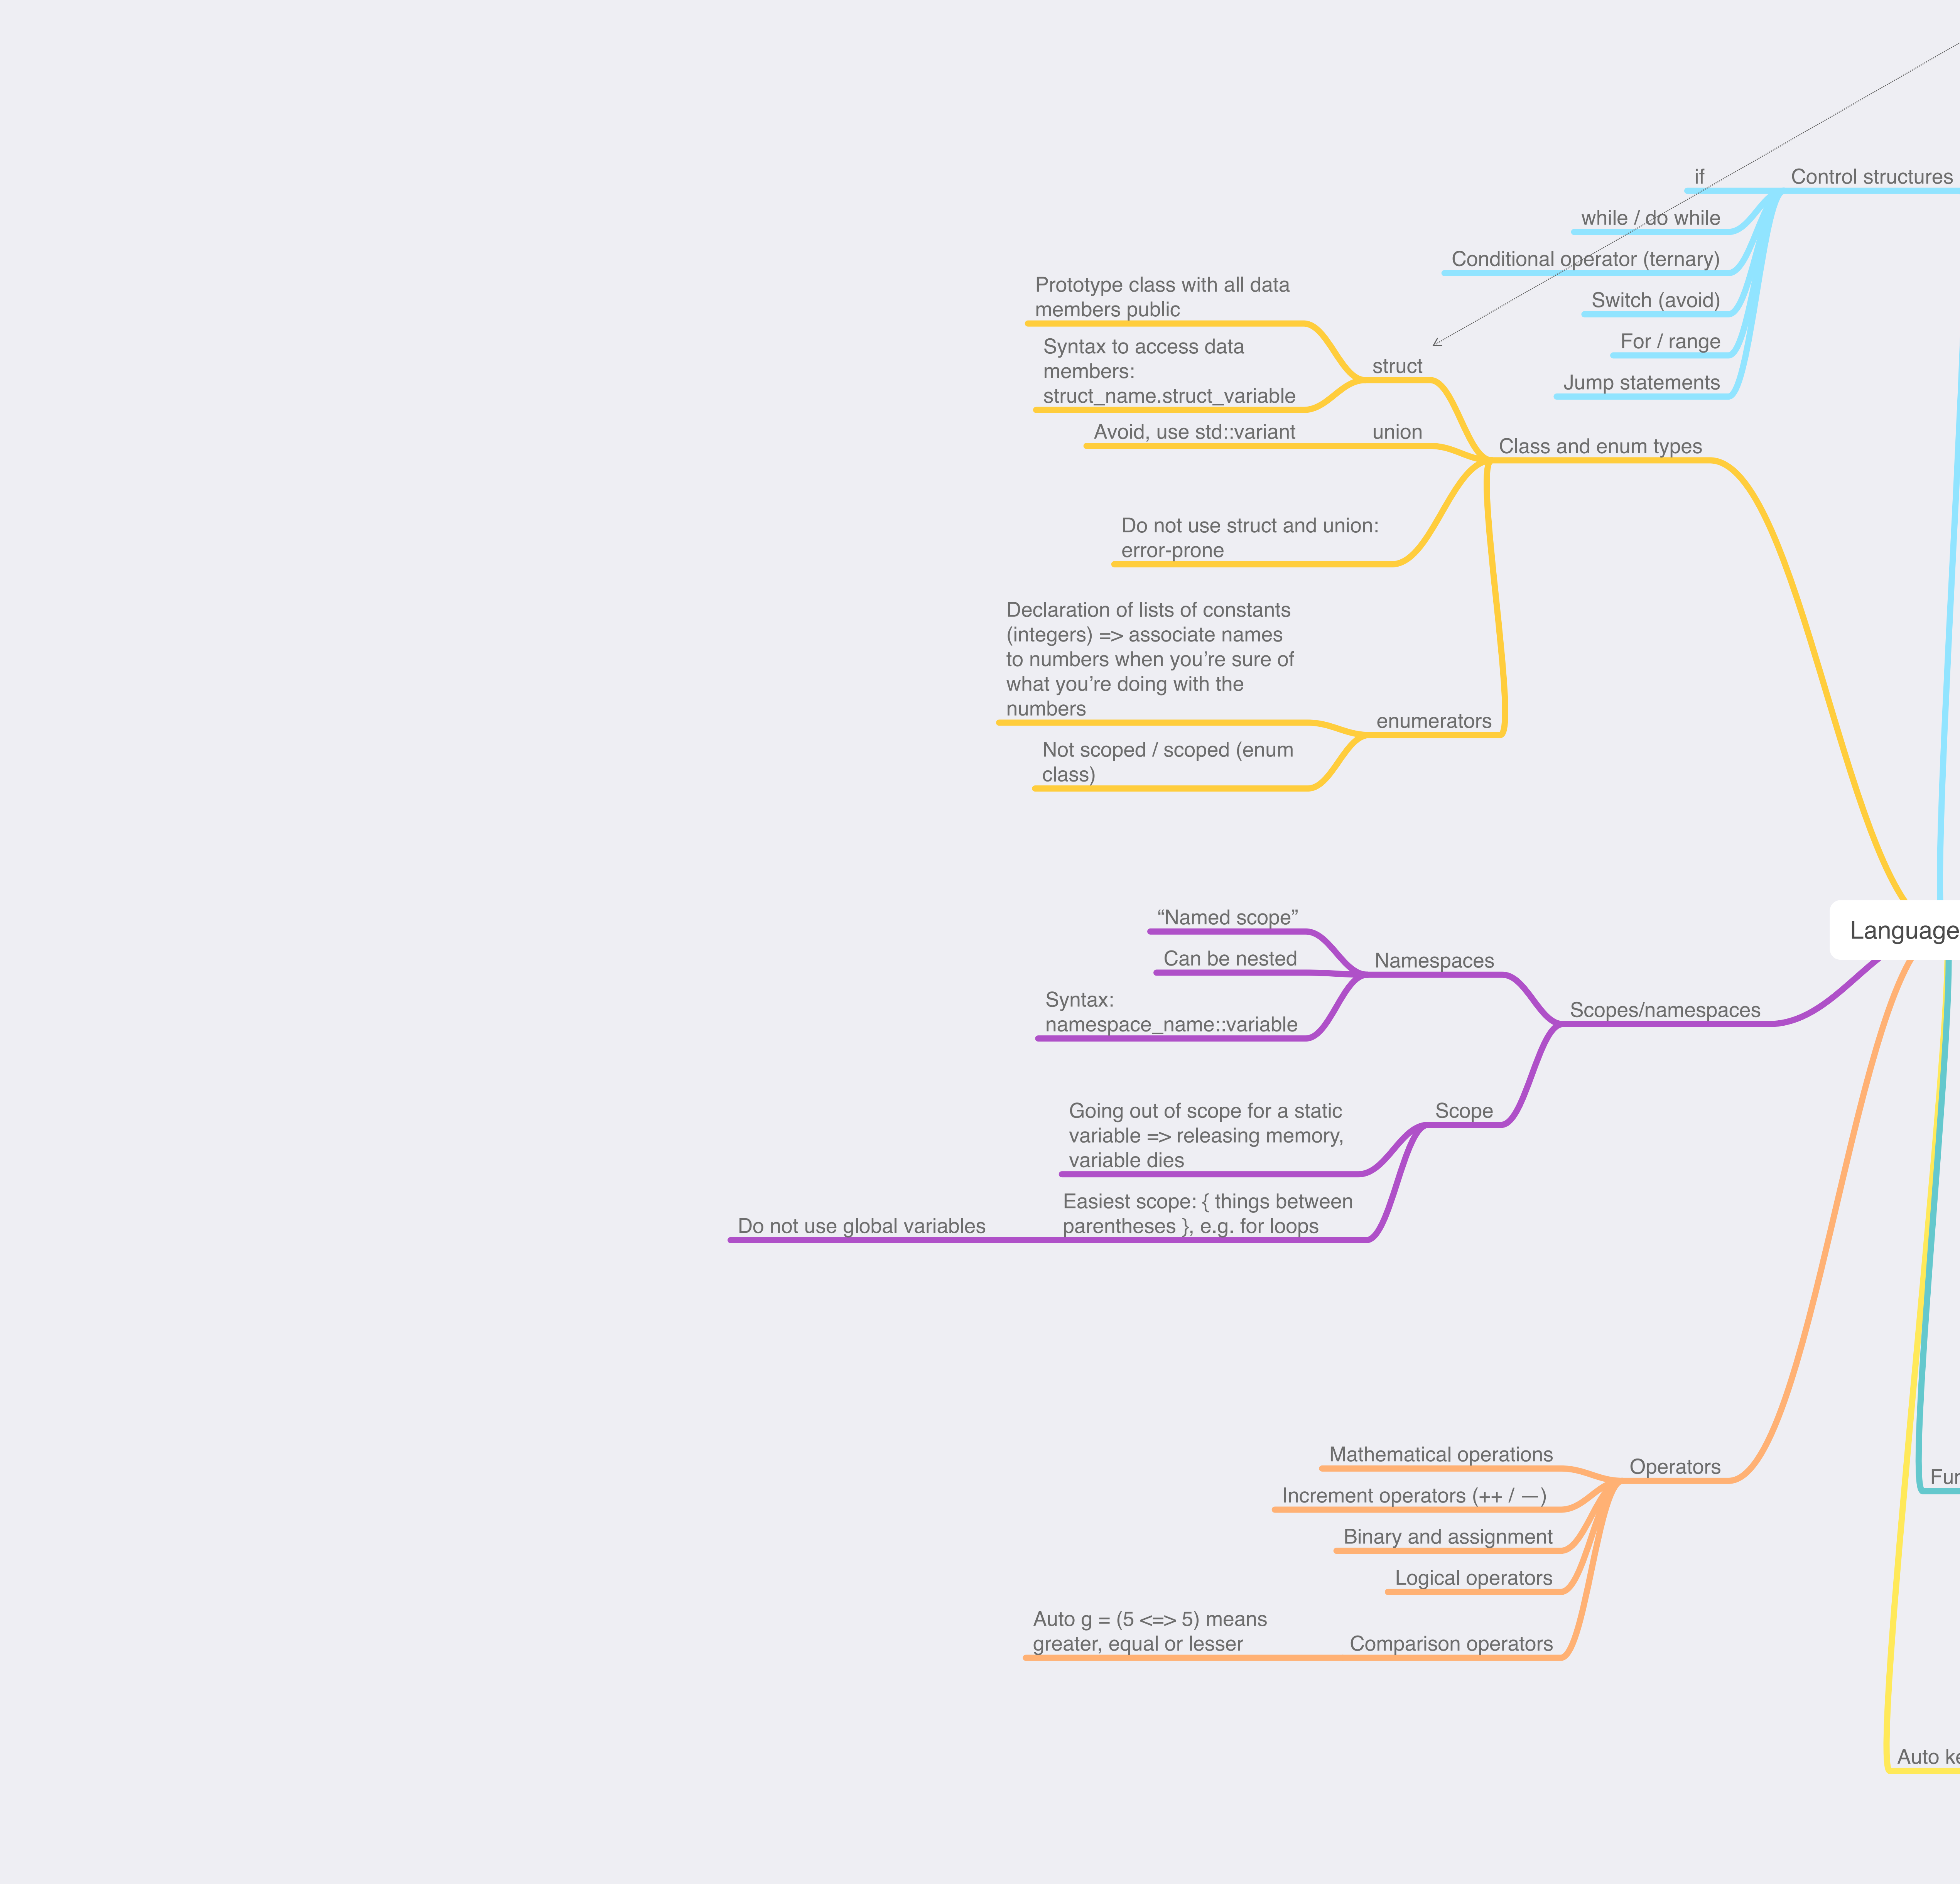 if
Control structures
while / do while
Conditional operator (ternary)
Switch (avoid)
For / range
Jump statements
Prototype class with all data
members public
Syntax to access data
members:
struct_name.struct_variable
struct
Avoid, use std::variant
union
Class and enum types
Do not use struct and union:
error-prone
Declaration of lists of constants
(integers) => associate names
to numbers when you’re sure of
what you’re doing with the
numbers
enumerators
Not scoped / scoped (enum
class)
Language
“Named scope”
Can be nested
Namespaces
Syntax:
namespace_name::variable
Scopes/namespaces
Going out of scope for a static
variable => releasing memory,
variable dies
Scope
Easiest scope: { things between
parentheses }, e.g. for loops
Do not use global variables
Mathematical operations
Operators
Increment operators (++ / —)
Binary and assignment
Logical operators
Auto g = (5 <=> 5) means
greater, equal or lesser
Comparison operators
Auto